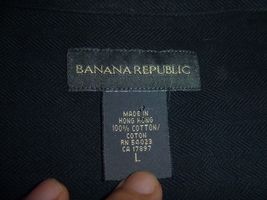 BANANA REPUBLIC
MADE IN
HONG KONG
100% COTTON/
COTON
RN 54023
CA 17897
L